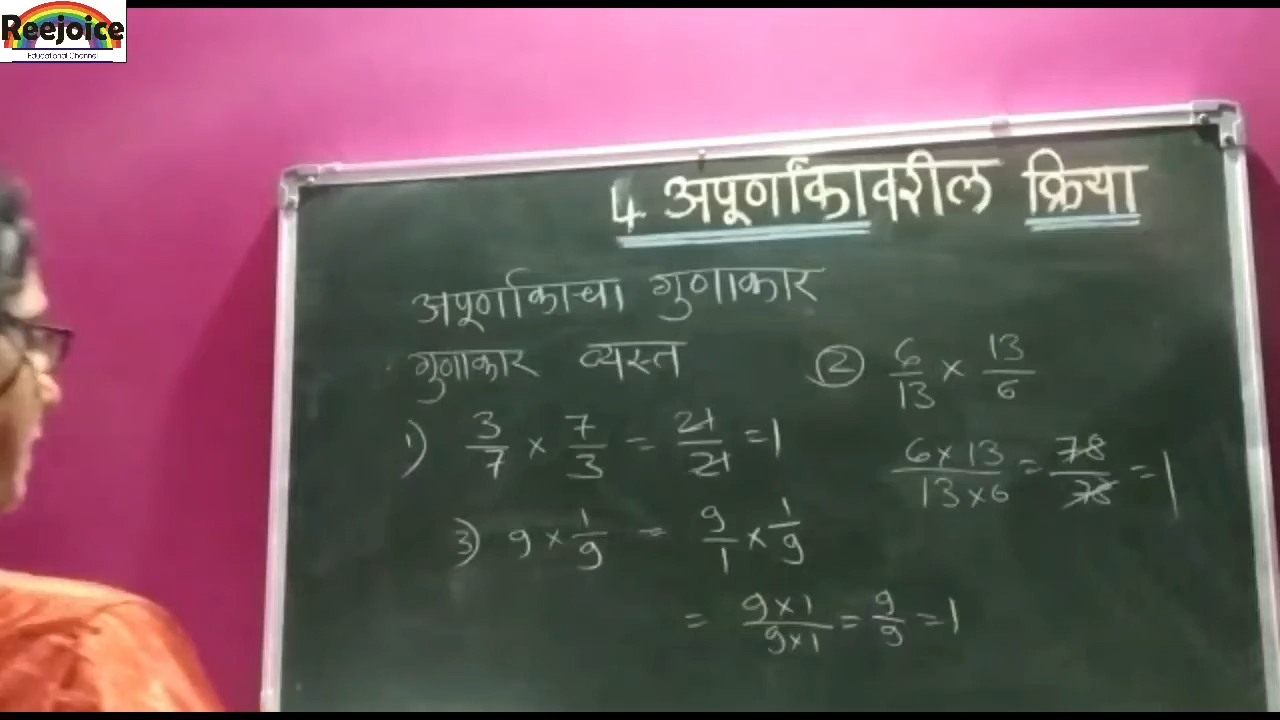 Reejoice
Educational Channel
4 अपूर्णांकावरील क्रिया
अपूर्णांकाचा गुणाकार
गुणाकार व्यस्त
1) 3/7 × 7/3 = 21/21 = 1
② 6/13 × 13/6
6×13/13×6 = 78/78 = 1
3) 9 × 1/9 = 9/1 × 1/9
= 9×1/9×1 = 9/9 = 1